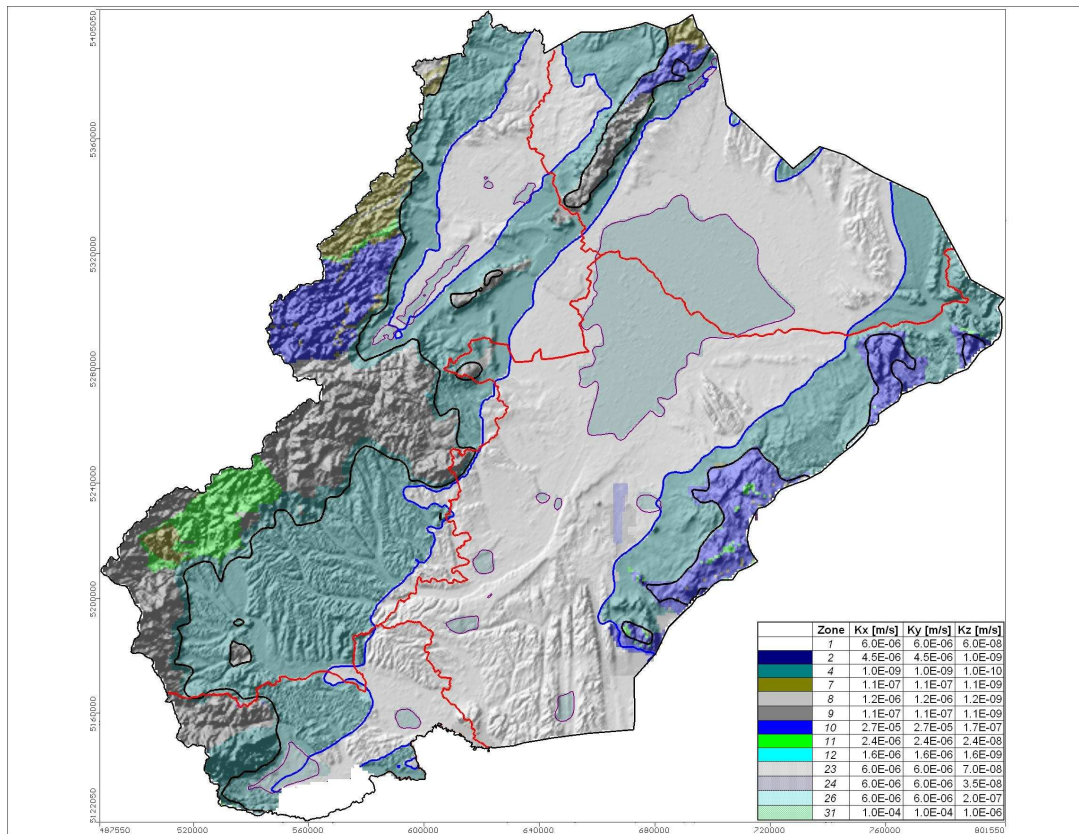 5405050
5360000
5320000
5280000
5240000
5200000
5160000
5122050
487550 520000 560000 600000 640000 680000 720000 760000 801550
Zone Kx [m/s] Ky [m/s] Kz [m/s]
1 6.0E-06 6.0E-06 6.0E-08
2 4.5E-06 4.5E-06 1.0E-09
4 1.0E-09 1.0E-09 1.0E-10
7 1.1E-07 1.1E-07 1.1E-09
8 1.2E-06 1.2E-06 1.2E-09
9 1.1E-07 1.1E-07 1.1E-09
10 2.7E-05 2.7E-05 1.7E-07
11 2.4E-06 2.4E-06 2.4E-08
12 1.6E-06 1.6E-06 1.6E-09
23 6.0E-06 6.0E-06 7.0E-08
24 6.0E-06 6.0E-06 3.5E-08
26 6.0E-06 6.0E-06 2.0E-07
31 1.0E-04 1.0E-04 1.0E-06